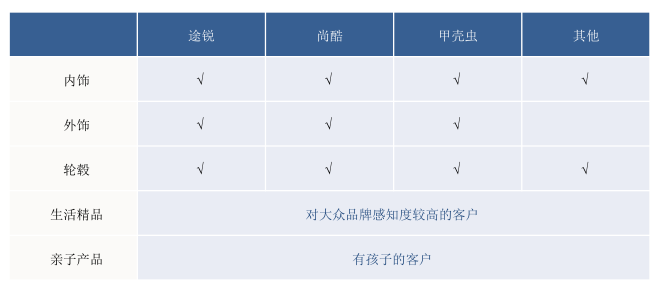 途锐 尚酷 甲壳虫 其他
内饰 √ √ √ √
外饰 √ √ √
轮毂 √ √ √ √
生活精品 对大众品牌感知度较高的客户
亲子产品 有孩子的客户